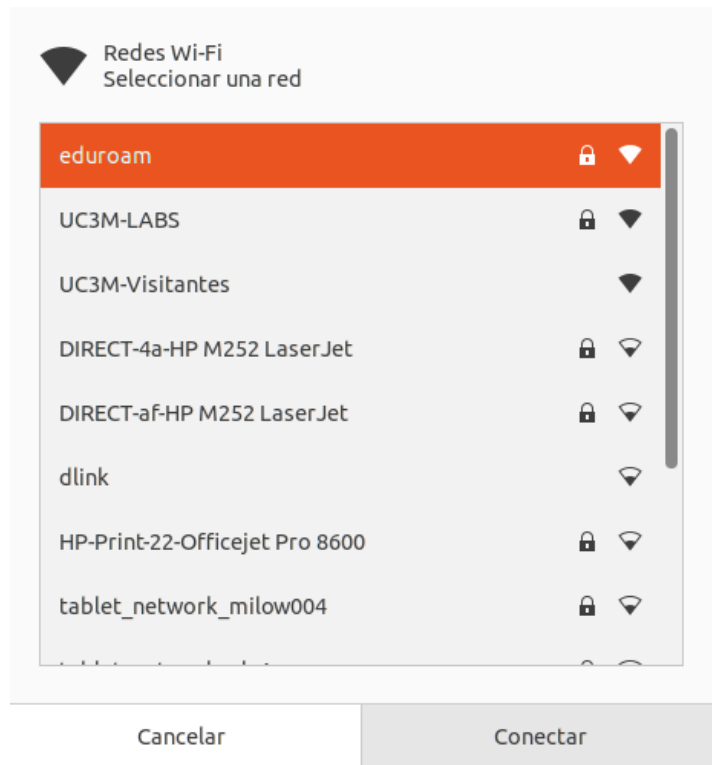 Redes Wi-Fi
Seleccionar una red
eduroam
UC3M-LABS
UC3M-Visitantes
DIRECT-4a-HP M252 LaserJet
DIRECT-af-HP M252 LaserJet
dlink
HP-Print-22-Officejet Pro 8600
tablet_network_milow004
Cancelar
Conectar